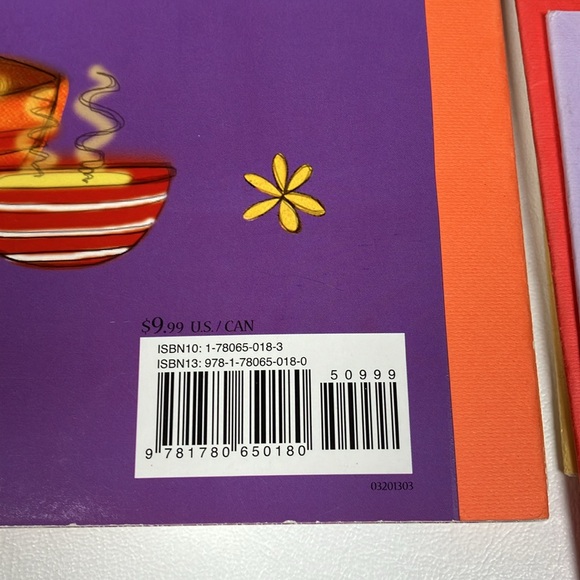 $9.99 U.S./CAN
ISBN10: 1-78065-018-3
ISBN13: 978-1-78065-018-0
50999
9 781780 650180
03201303